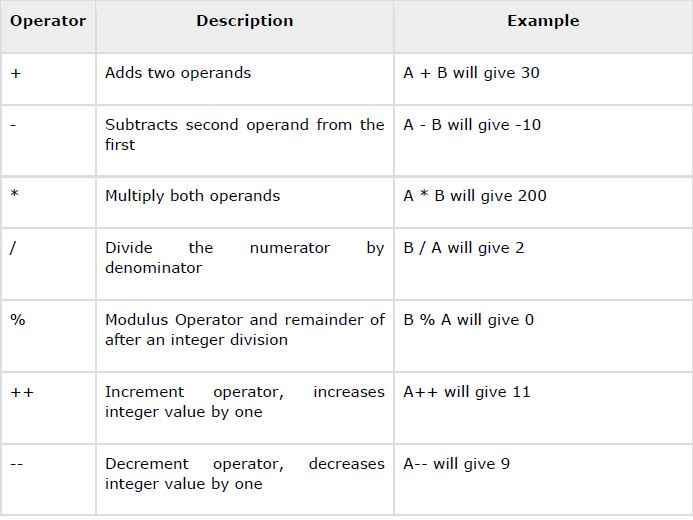 Operator Description Example
+ Adds two operands A + B will give 30
- Subtracts second operand from the A - B will give -10
first
* Multiply both operands A * B will give 200
/ Divide the numerator by B / A will give 2
denominator
% Modulus Operator and remainder of B % A will give 0
after an integer division
++ Increment operator, increases A++ will give 11
integer value by one
-- Decrement operator, decreases A-- will give 9
integer value by one